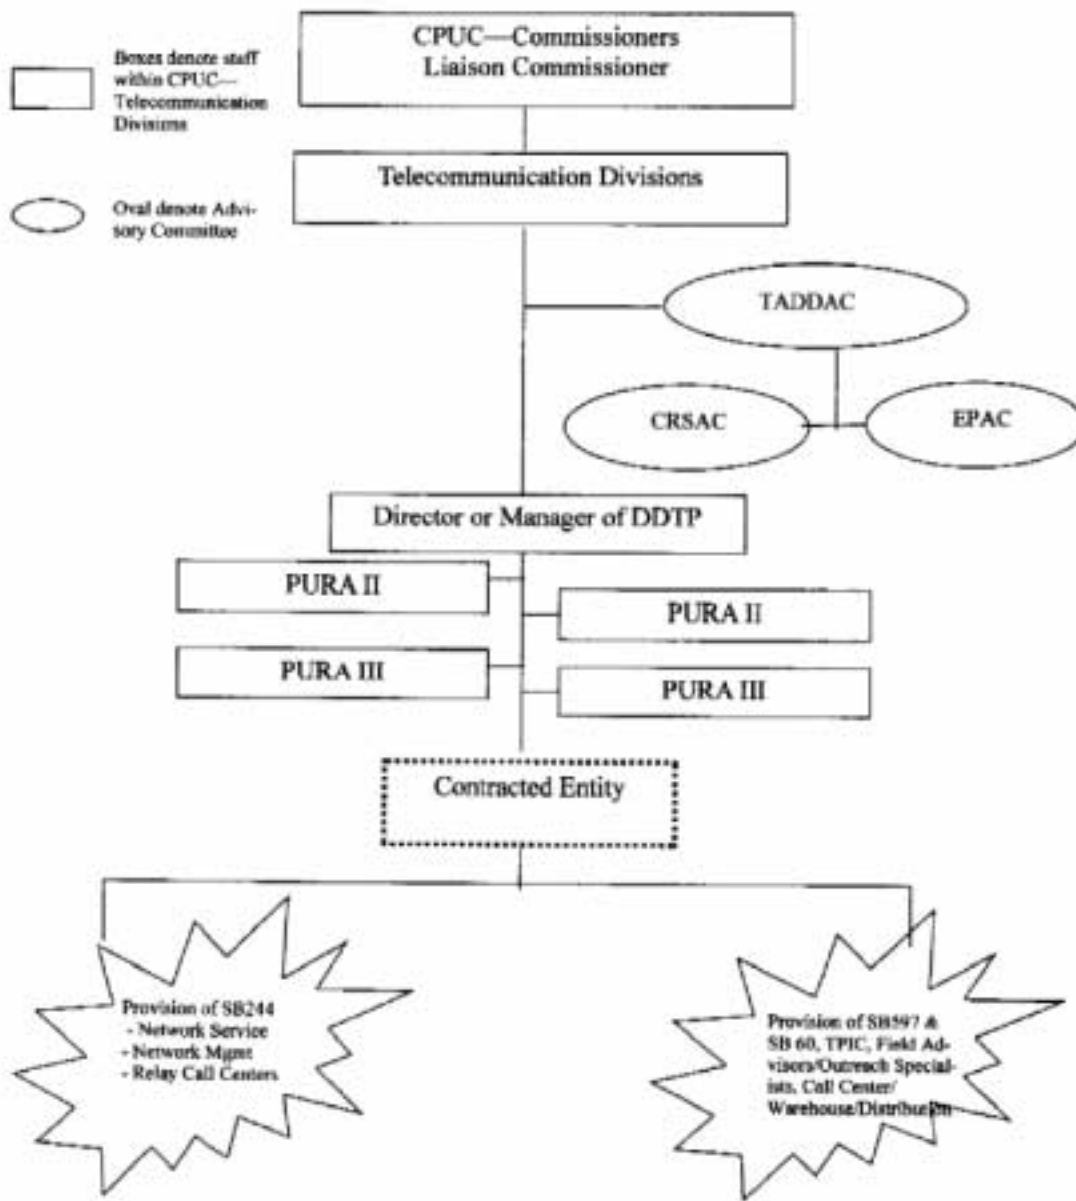 CPUC—Commissioners
Liaison Commissioner
Boxes denote staff
within CPUC—
Telecommunication
Divisions
Telecommunication Divisions
Oval denote Advi-
sory Committee
TADDAC
CRSAC
EPAC
Director or Manager of DDTP
PURA II
PURA II
PURA III
PURA III
Contracted Entity
Provision of SB244
- Network Service
- Network Mgmt
- Relay Call Centers
Provision of SB597 &
SB 60, TPIC, Field Ad-
visors/Outreach Special-
ists, Call Center/
Warehouse/Distribution